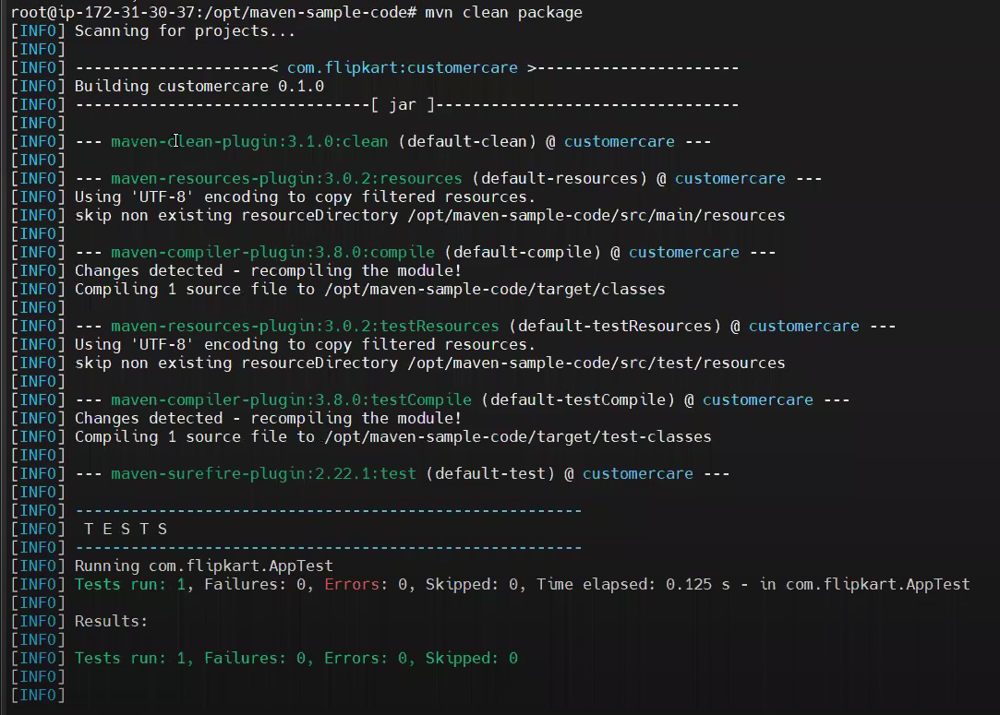 root@ip-172-31-30-37:/opt/maven-sample-code# mvn clean package
[INFO] Scanning for projects...
[INFO]
[INFO] ---------------------< com.flipkart:customercare >-----------------------
[INFO] Building customercare 0.1.0
[INFO] --------------------------------[ jar ]---------------------------------
[INFO]
[INFO] --- maven-clean-plugin:3.1.0:clean (default-clean) @ customercare ---
[INFO]
[INFO] --- maven-resources-plugin:3.0.2:resources (default-resources) @ customercare ---
[INFO] Using 'UTF-8' encoding to copy filtered resources.
[INFO] skip non existing resourceDirectory /opt/maven-sample-code/src/main/resources
[INFO]
[INFO] --- maven-compiler-plugin:3.8.0:compile (default-compile) @ customercare ---
[INFO] Changes detected - recompiling the module!
[INFO] Compiling 1 source file to /opt/maven-sample-code/target/classes
[INFO]
[INFO] --- maven-resources-plugin:3.0.2:testResources (default-testResources) @ customercare ---
[INFO] Using 'UTF-8' encoding to copy filtered resources.
[INFO] skip non existing resourceDirectory /opt/maven-sample-code/src/test/resources
[INFO]
[INFO] --- maven-compiler-plugin:3.8.0:testCompile (default-testCompile) @ customercare ---
[INFO] Changes detected - recompiling the module!
[INFO] Compiling 1 source file to /opt/maven-sample-code/target/test-classes
[INFO]
[INFO] --- maven-surefire-plugin:2.22.1:test (default-test) @ customercare ---
[INFO]
[INFO] -------------------------------------------------------
[INFO]  T E S T S
[INFO] -------------------------------------------------------
[INFO] Running com.flipkart.AppTest
[INFO] Tests run: 1, Failures: 0, Errors: 0, Skipped: 0, Time elapsed: 0.125 s - in com.flipkart.AppTest
[INFO]
[INFO] Results:
[INFO]
[INFO] Tests run: 1, Failures: 0, Errors: 0, Skipped: 0
[INFO]
[INFO]